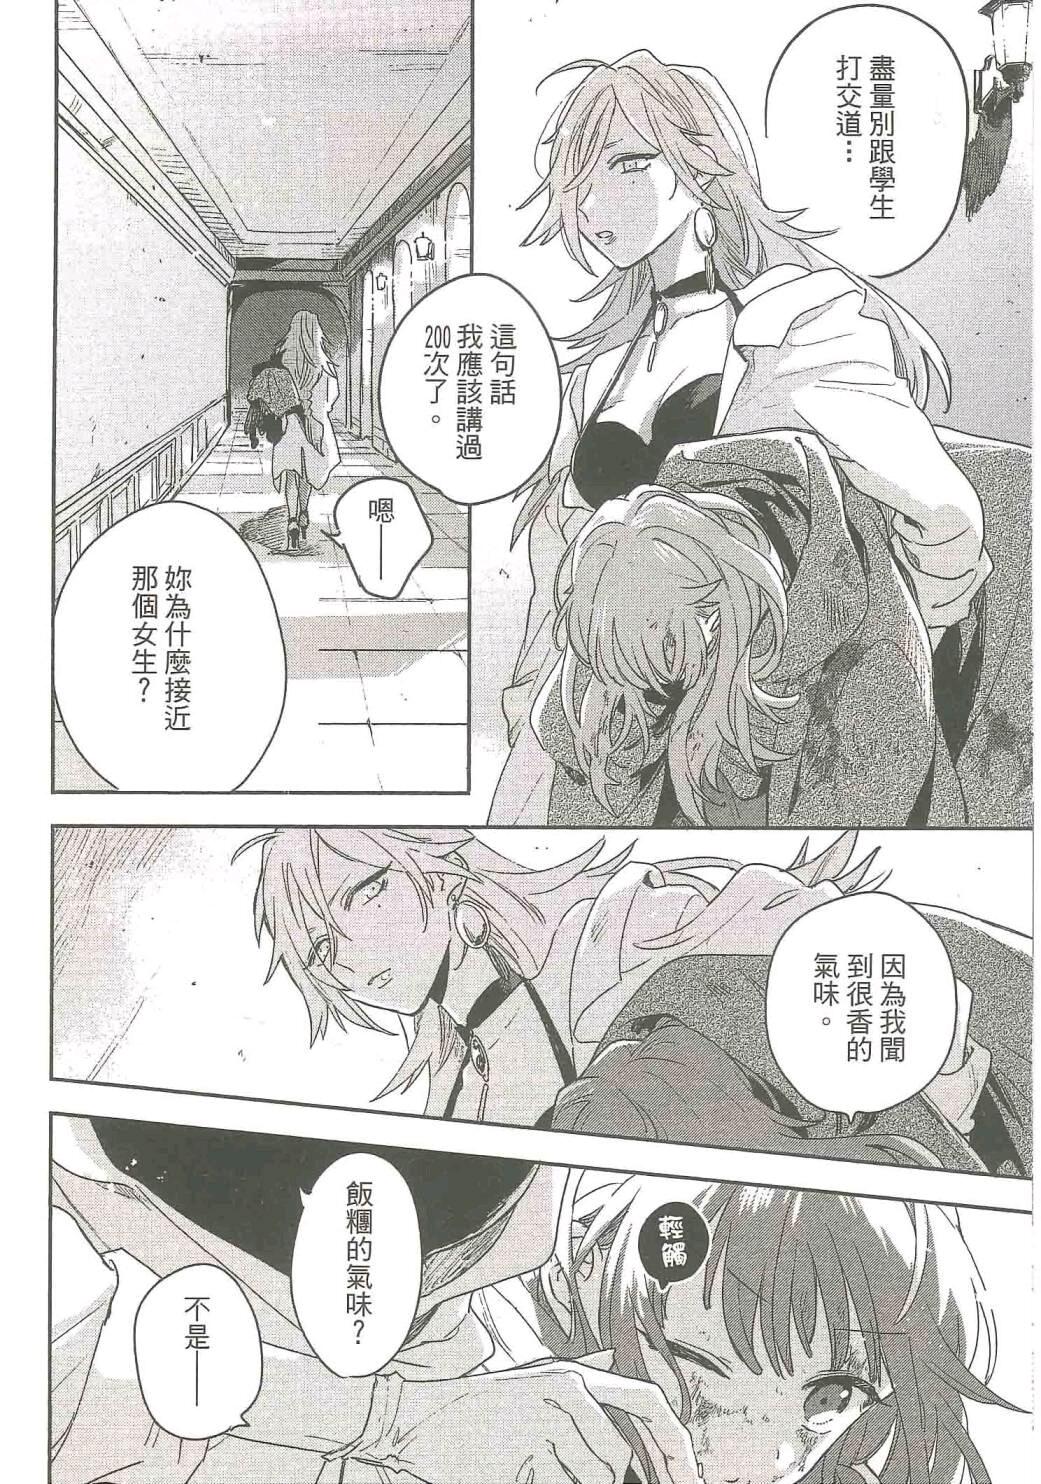 盡量別跟學生
打交道…
這句話
我應該講過
200次了。
嗯——
妳為什麼接近
那個女生？
因為我聞
到很香的
氣味。
輕觸
飯糰的氣味？
不是——